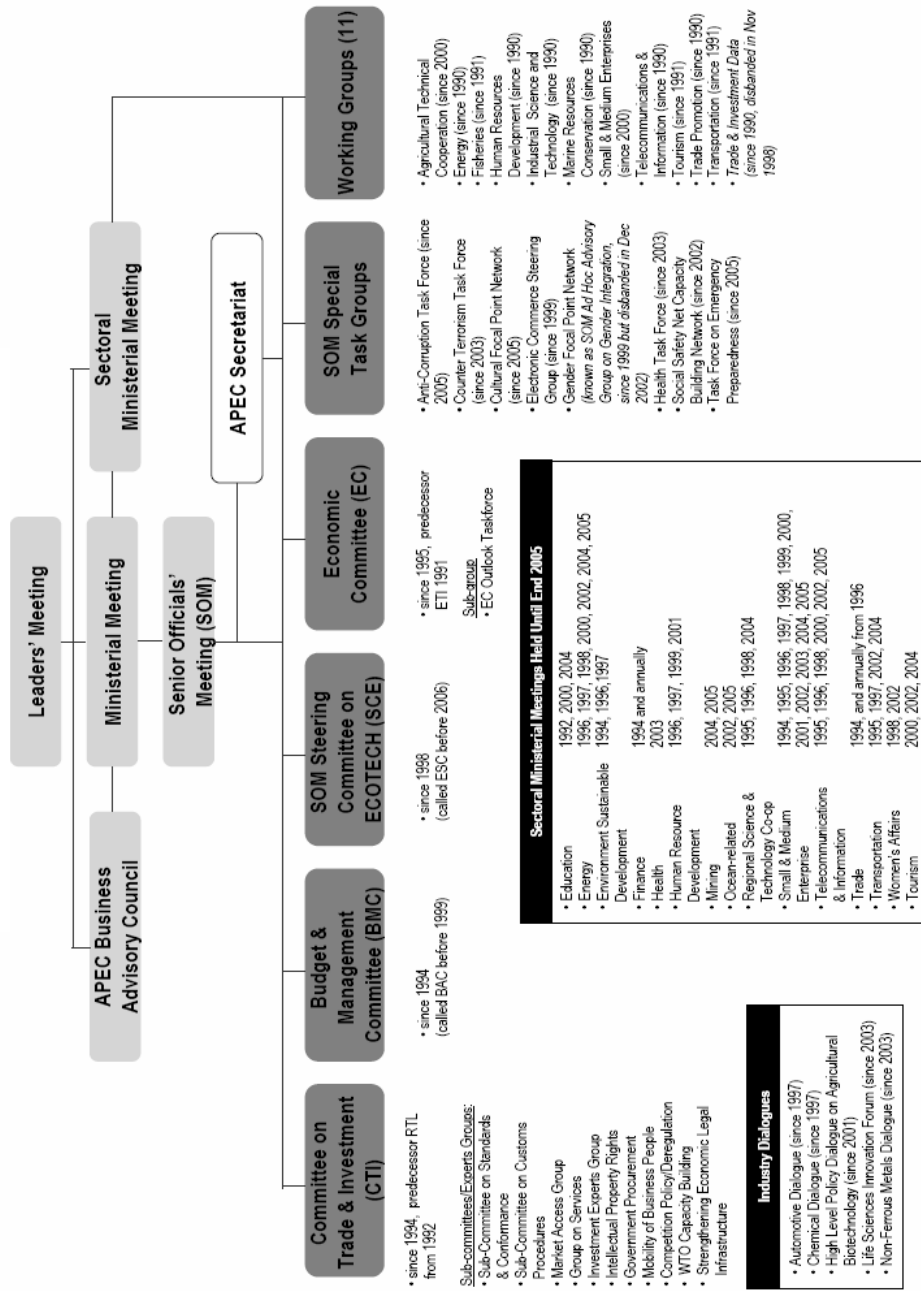 Leaders’ Meeting
APEC Business
Advisory Council
Ministerial Meeting
Sectoral
Ministerial Meeting
Senior Officials’
Meeting (SOM)
APEC Secretariat
Committee on
Trade & Investment
(CTI)
• since 1994, predecessor RTL
from 1992
Sub-committees/Experts Groups:
• Sub-Committee on Standards
& Conformance
• Sub-Committee on Customs
Procedures
• Market Access Group
• Group on Services
• Investment Experts Group
• Intellectual Property Rights
• Government Procurement
• Mobility of Business People
• Competition Policy/Deregulation
• WTO Capacity Building
• Strengthening Economic Legal
Infrastructure
Budget &
Management
Committee (BMC)
• since 1994
(called BAC before 1999)
SOM Steering
Committee on
ECOTECH (SCE)
• since 1998
(called ESC before 2006)
Economic
Committee (EC)
• since 1995, predecessor
ETI 1991
Sub-group
• EC Outlook Taskforce
SOM Special
Task Groups
• Anti-Corruption Task Force (since
2005)
• Counter Terrorism Task Force
(since 2003)
• Cultural Focal Point Network
(since 2005)
• Electronic Commerce Steering
Group (since 1999)
• Gender Focal Point Network
(known as SOM Ad Hoc Advisory
Group on Gender Integration,
since 1999 but disbanded in Dec
2002)
• Health Task Force (since 2003)
• Social Safety Net Capacity
Building Network (since 2002)
• Task Force on Emergency
Preparedness (since 2005)
Working Groups (11)
• Agricultural Technical
Cooperation (since 2000)
• Energy (since 1990)
• Fisheries (since 1991)
• Human Resources
Development (since 1990)
• Industrial Science and
Technology (since 1990)
• Marine Resources
Conservation (since 1990)
• Small & Medium Enterprises
(since 2000)
• Telecommunications &
Information (since 1990)
• Tourism (since 1991)
• Trade Promotion (since 1990)
• Transportation (since 1991)
• Trade & Investment Data
(since 1990, disbanded in Nov
1998)
Industry Dialogues
• Automotive Dialogue (since 1997)
• Chemical Dialogue (since 1997)
• High Level Policy Dialogue on Agricultural
Biotechnology (since 2001)
• Life Sciences Innovation Forum (since 2003)
• Non-Ferrous Metals Dialogue (since 2003)
Sectoral Ministerial Meetings Held Until End 2005
• Education 1992, 2000, 2004
• Energy 1996, 1997, 1998, 2000, 2002, 2004, 2005
• Environment Sustainable 1994, 1996, 1997
Development
• Finance 1994 and annually
• Health 2003
• Human Resource 1996, 1997, 1999, 2001
Development
• Mining 2004, 2005
• Ocean-related 2002, 2005
• Regional Science & 1995, 1996, 1998, 2004
Technology Co-op
• Small & Medium 1994, 1995, 1996, 1997, 1998, 1999, 2000,
Enterprise 2001, 2002, 2003, 2004, 2005
• Telecommunications 1995, 1996, 1998, 2000, 2002, 2005
& Information
• Trade 1994, and annually from 1996
• Transportation 1995, 1997, 2002, 2004
• Women's Affairs 1998, 2002
• Tourism 2000, 2002, 2004